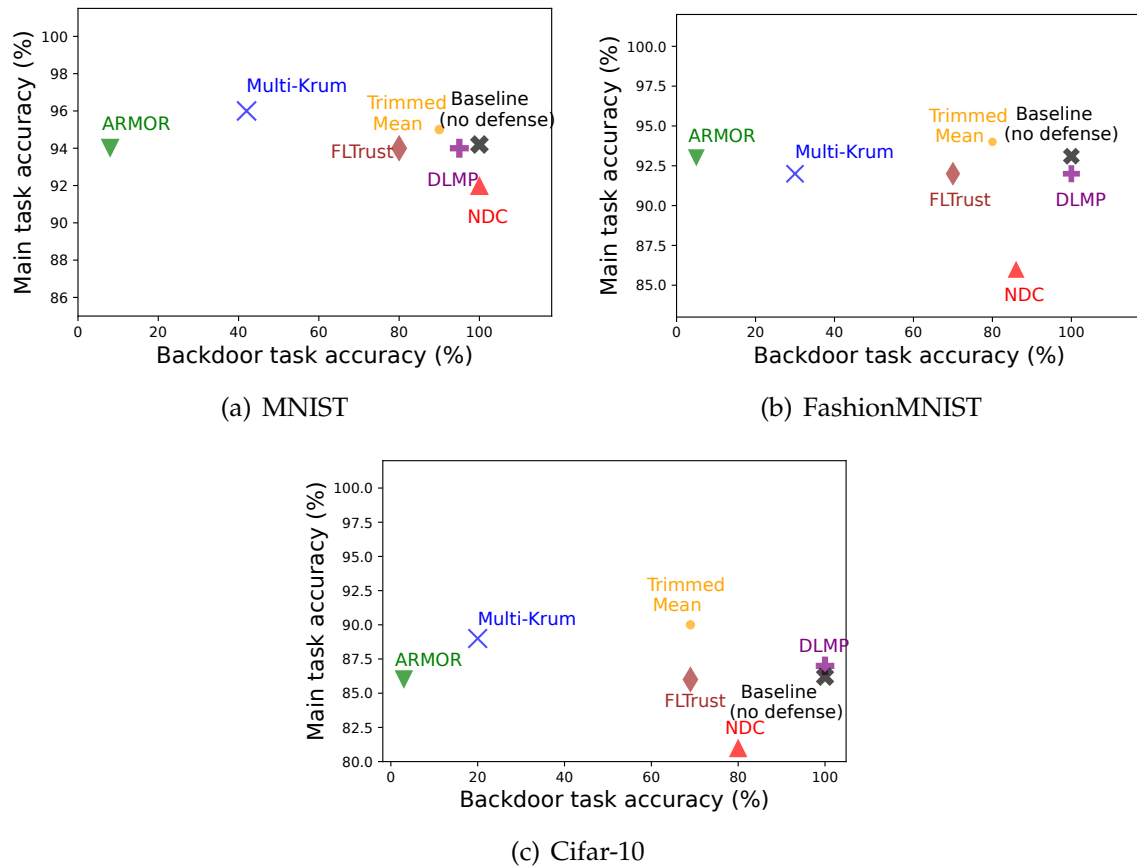 Main task accuracy (%)
100
98
96
94
92
90
88
86
0
20
40
60
80
100
Backdoor task accuracy (%)
ARMOR
Multi-Krum
Trimmed
Mean
Baseline
(no defense)
FLTrust
DLMP
NDC
(a) MNIST
Main task accuracy (%)
100.0
97.5
95.0
92.5
90.0
87.5
85.0
0
20
40
60
80
100
Backdoor task accuracy (%)
ARMOR
Multi-Krum
Trimmed
Mean
Baseline
(no defense)
FLTrust
DLMP
NDC
(b) FashionMNIST
Main task accuracy (%)
100.0
97.5
95.0
92.5
90.0
87.5
85.0
82.5
80.0
0
20
40
60
80
100
Backdoor task accuracy (%)
ARMOR
Multi-Krum
Trimmed
Mean
DLMP
FLTrust
Baseline
(no defense)
NDC
(c) Cifar-10